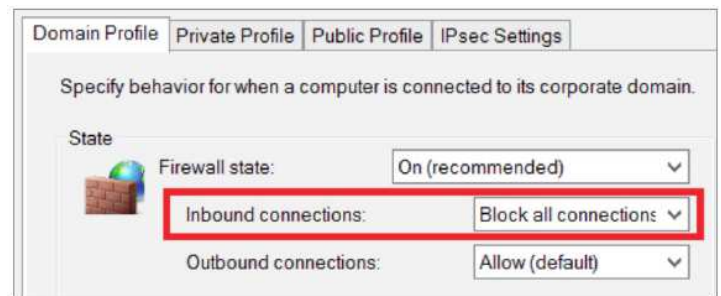 Domain Profile Private Profile Public Profile IPsec Settings
Specify behavior for when a computer is connected to its corporate domain.
State
Firewall state: On (recommended)
Inbound connections: Block all connections
Outbound connections: Allow (default)